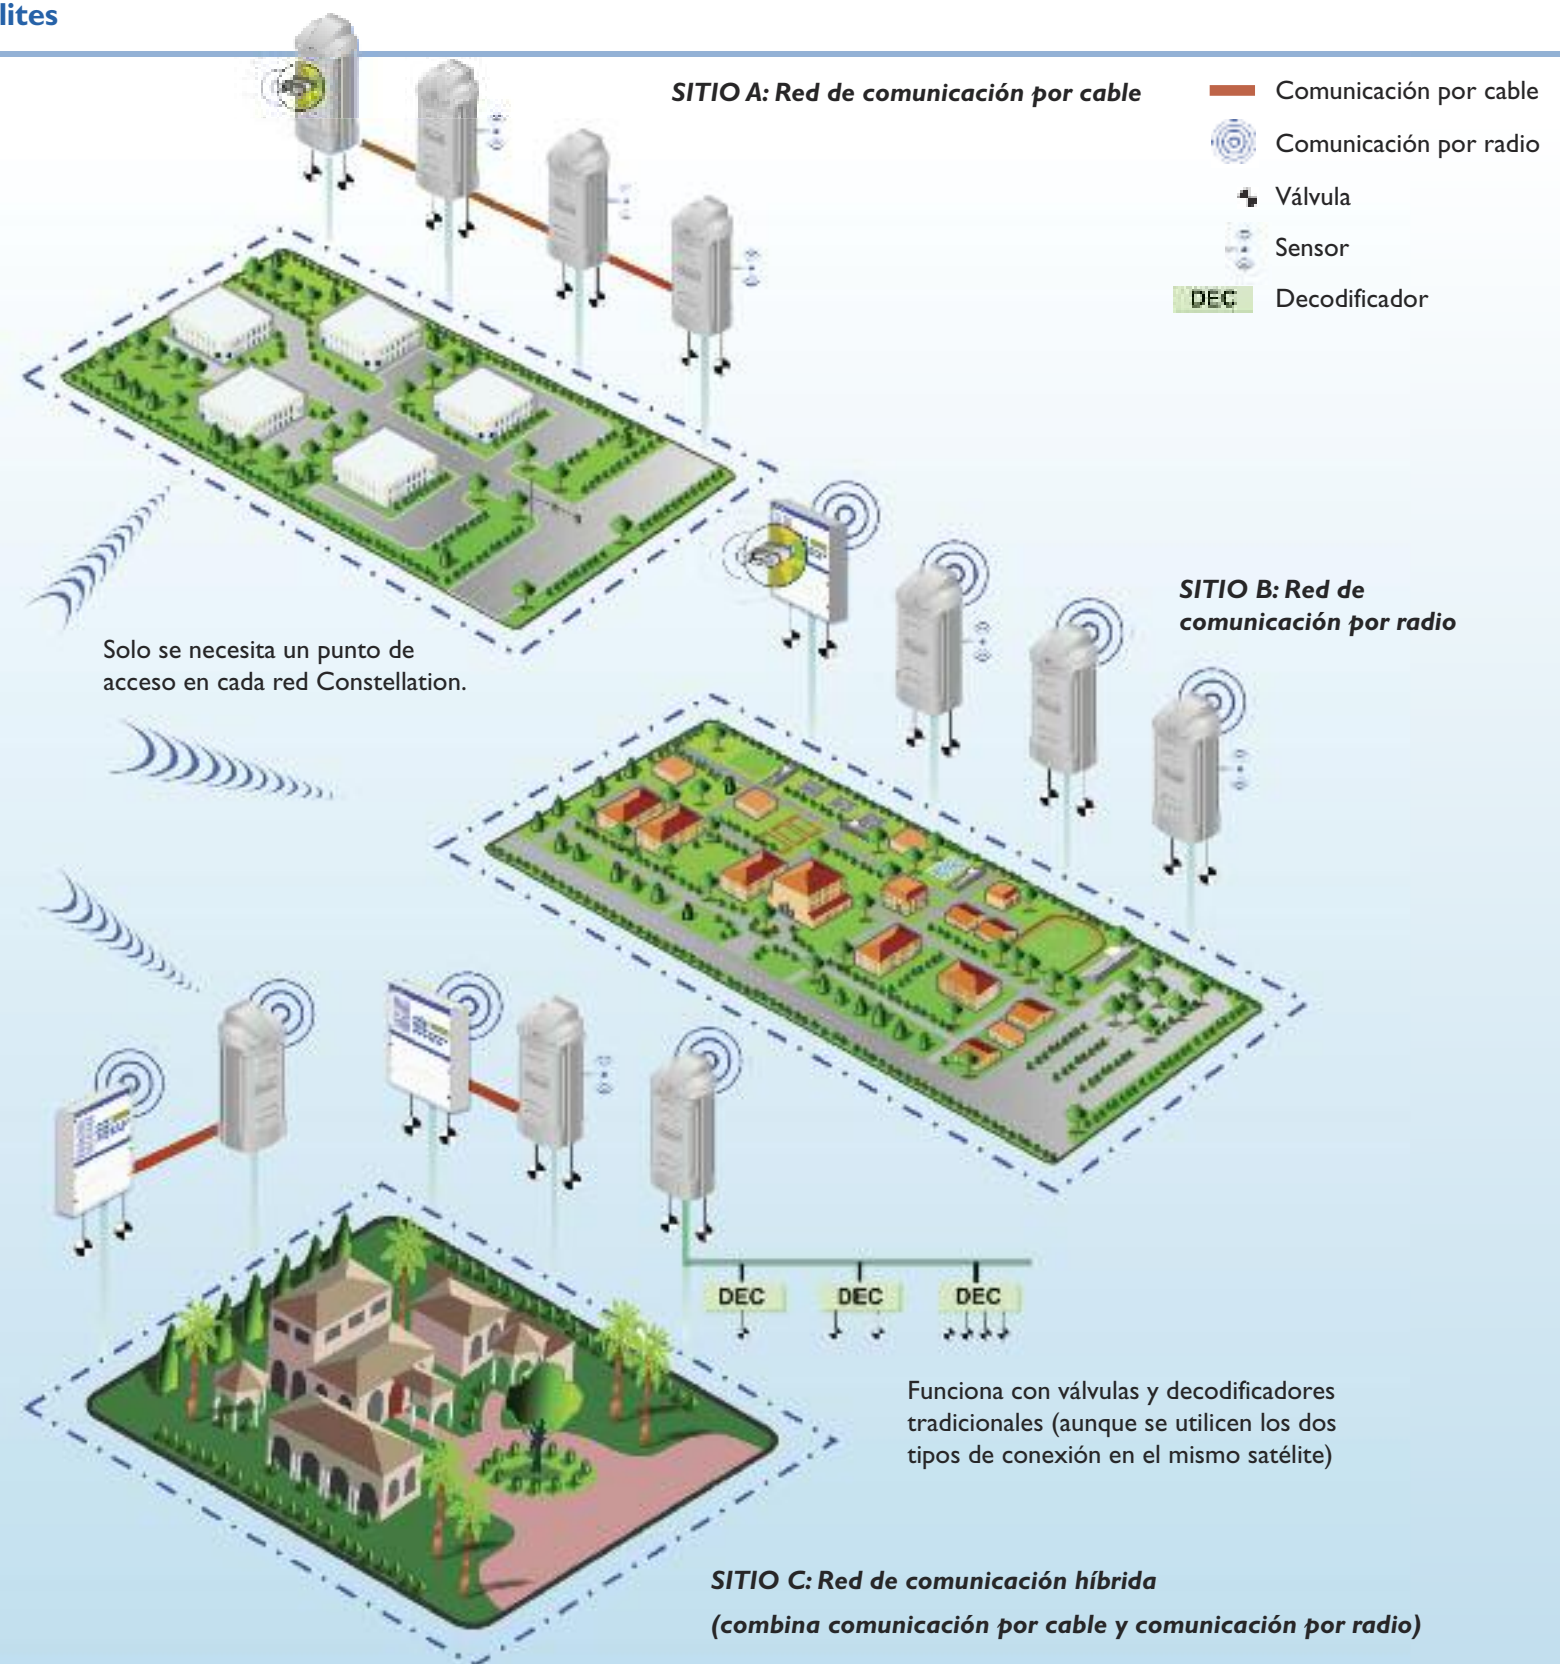 lites
SITIO A: Red de comunicación por cable
Comunicación por cable
Comunicación por radio
Válvula
Sensor
DEC Decodificador
SITIO B: Red de
comunicación por radio
Solo se necesita un punto de
acceso en cada red Constellation.
DEC DEC DEC
Funciona con válvulas y decodificadores
tradicionales (aunque se utilicen los dos
tipos de conexión en el mismo satélite)
SITIO C: Red de comunicación híbrida
(combina comunicación por cable y comunicación por radio)